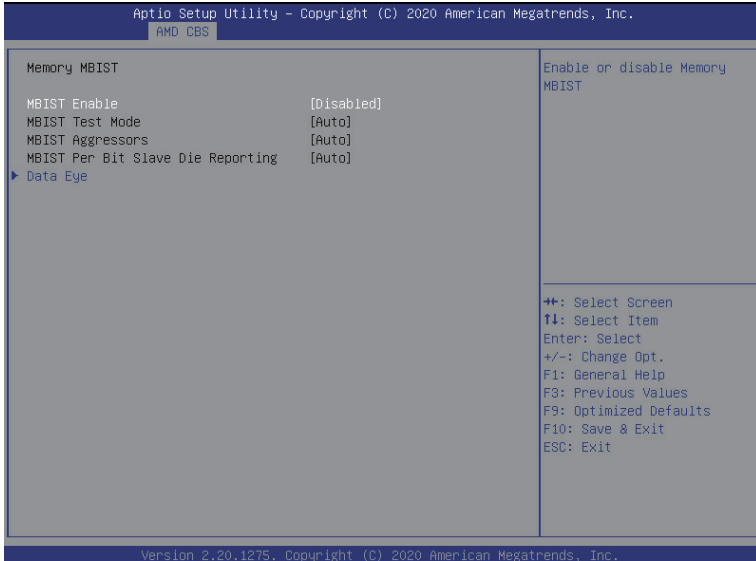 Aptio Setup Utility – Copyright (C) 2020 American Megatrends, Inc.
AMD CBS
Memory MBIST
MBIST Enable [Disabled]
MBIST Test Mode [Auto]
MBIST Aggressors [Auto]
MBIST Per Bit Slave Die Reporting [Auto]
▶ Data Eye
Enable or disable Memory
MBIST
→←: Select Screen
↑↓: Select Item
Enter: Select
+/-: Change Opt.
F1: General Help
F3: Previous Values
F9: Optimized Defaults
F10: Save & Exit
ESC: Exit
Version 2.20.1275. Copyright (C) 2020 American Megatrends, Inc.